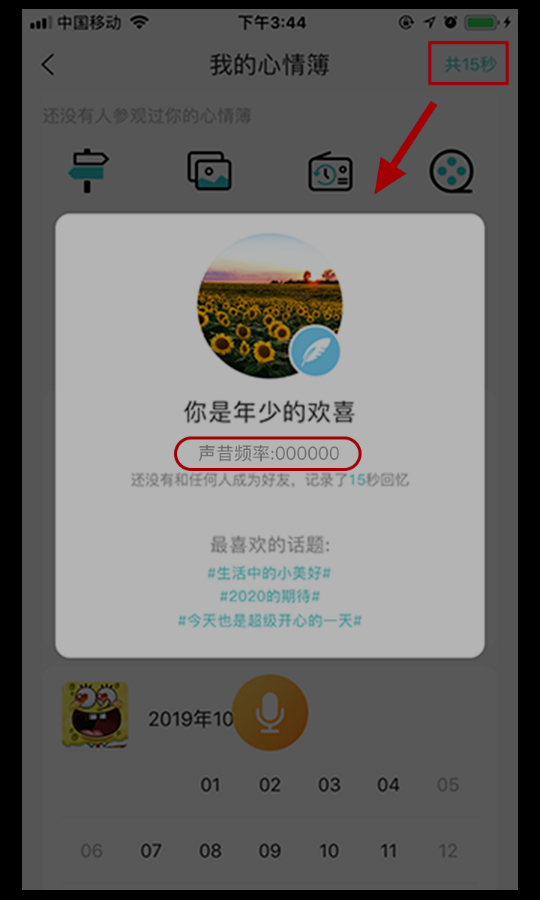 中国移动
下午3:44
我的心情簿
共15秒
还没有人参观过你的心情簿
你是年少的欢喜
声昔频率:000000
还没有和任何人成为好友，记录了15秒回忆
最喜欢的话题:
#生活中的小美好#
#2020的期待#
#今天也是超级开心的一天#
2019年10
01 02 03 04 05
06 07 08 09 10 11 12